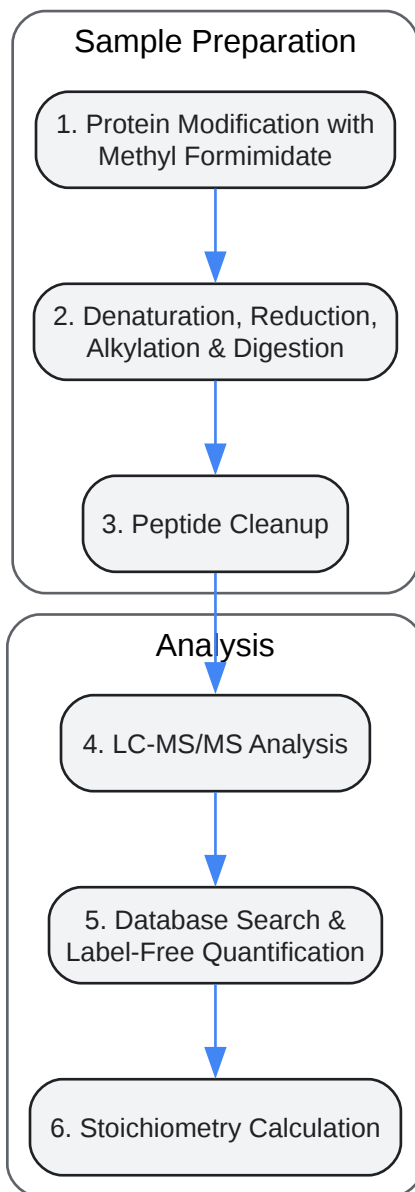 Sample Preparation
1. Protein Modification with
Methyl Formimidate
2. Denaturation, Reduction,
Alkylation & Digestion
3. Peptide Cleanup
Analysis
4. LC-MS/MS Analysis
5. Database Search &
Label-Free Quantification
6. Stoichiometry Calculation